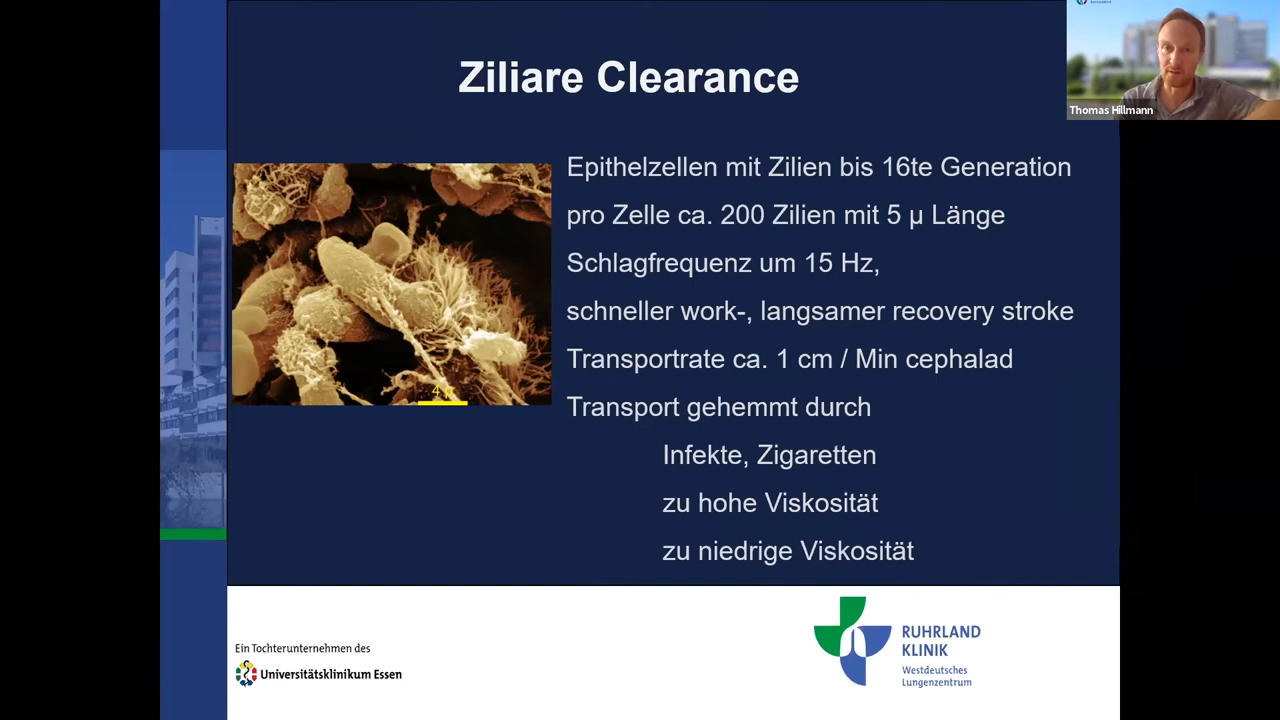 Ziliare Clearance
Thomas Hillmann
Epithelzellen mit Zilien bis 16te Generation
pro Zelle ca. 200 Zilien mit 5 µ Länge
Schlagfrequenz um 15 Hz,
schneller work-, langsamer recovery stroke
Transportrate ca. 1 cm / Min cephalad
Transport gehemmt durch
Infekte, Zigaretten
zu hohe Viskosität
zu niedrige Viskosität
4 µ
Ein Tochterunternehmen des
Universitätsklinikum Essen
RUHRLAND
KLINIK
Westdeutsches
Lungenzentrum